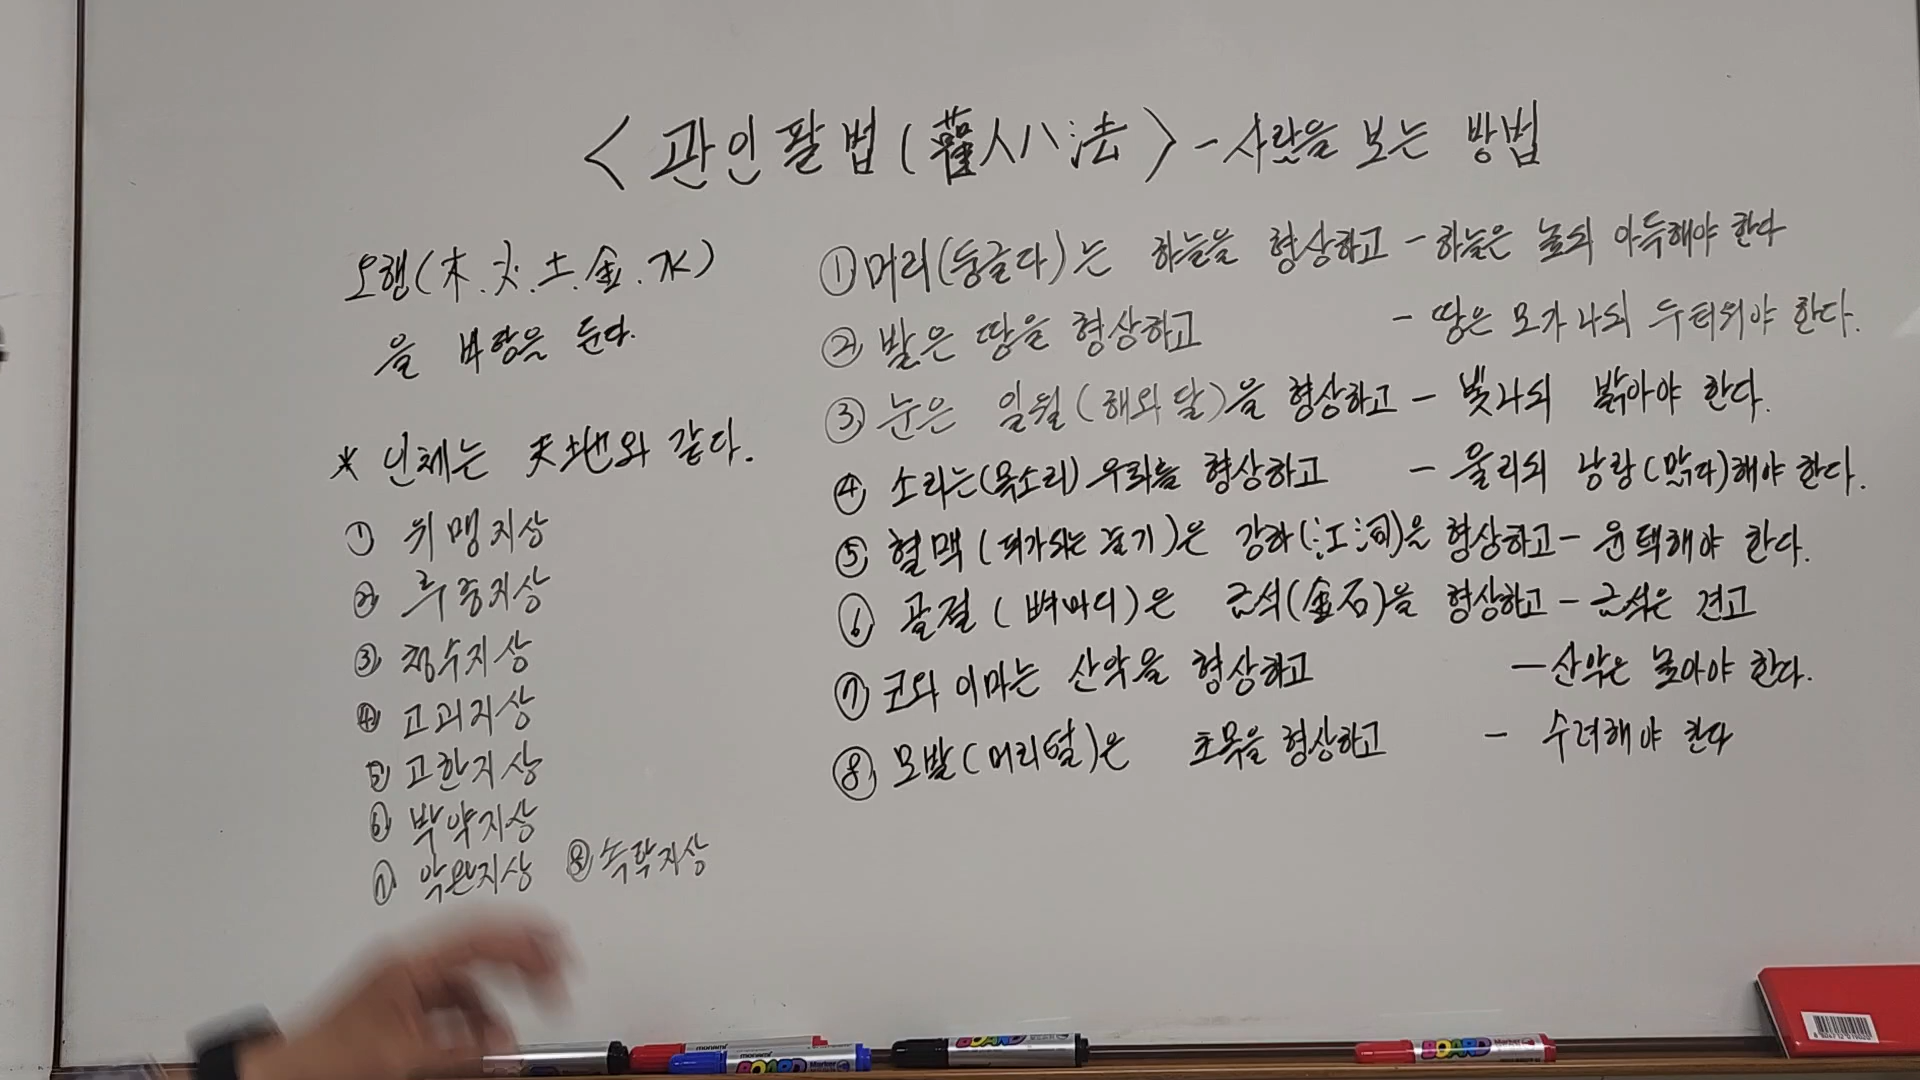 <관인팔법(觀人八法)> - 사람을 보는 방법
오행(木.火.土.金.水)
을 바탕을 둔다.
* 인체는 天地와 같다.
① 위맹지상
② 후중지상
③ 청수지상
④ 고괴지상
⑤ 고한지상
⑥ 박약지상
⑦ 악완지상 ⑧ 속탁지상
① 머리(둥글다)는 하늘을 형상하고 - 하늘은 높되 아득해야 한다
② 발은 땅을 형상하고 - 땅은 모가 나되 두터워야 한다.
③ 눈은 일월(해와 달)을 형상하고 - 빛나되 밝아야 한다.
④ 소리는(목소리) 우뢰를 형상하고 - 울리되 낭랑(맑다)해야 한다.
⑤ 혈맥(피가되는 줄기)은 강하(江河)을 형상하고 - 윤택해야 한다.
⑥ 골절(뼈마디)은 금석(金石)을 형상하고 - 금석은 견고
⑦ 코와 이마는 산악을 형상하고 - 산악은 높아야 한다.
⑧ 모발(머리털)은 초목을 형상하고 - 수려해야 한다
monami
monami BOARD Marker
BOARD
BOARD Marker